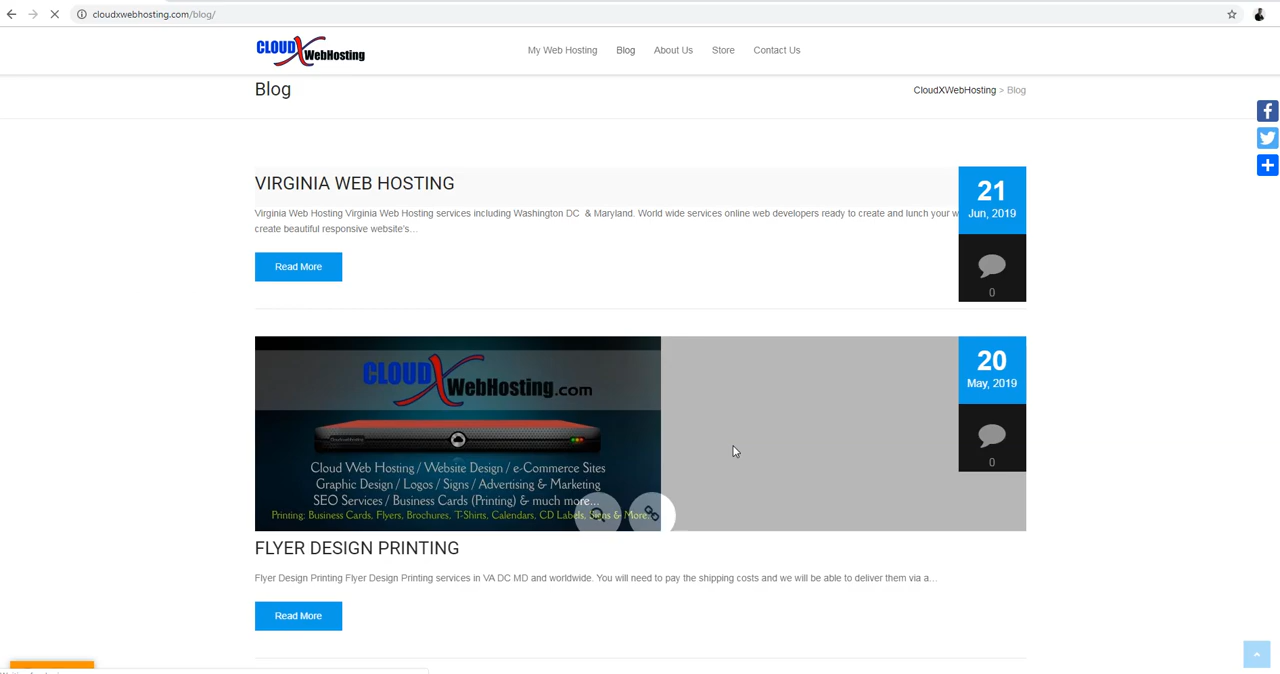 cloudxwebhosting.com/blog/
CLOUDXWebHosting
My Web Hosting Blog About Us Store Contact Us
Blog
CloudXWebHosting > Blog
VIRGINIA WEB HOSTING
21
Jun, 2019
Virginia Web Hosting Virginia Web Hosting services including Washington DC & Maryland. World wide services online web developers ready to create and lunch your w
create beautiful responsive website's…
Read More
0
20
May, 2019
CLOUDXWebHosting.com
Cloud Web Hosting / Website Design / e-Commerce Sites
Graphic Design / Logos / Signs / Advertising & Marketing
SEO Services / Business Cards (Printing) & much more...
Printing: Business Cards, Flyers, Brochures, T-Shirts, Calendars, CD Labels, Signs & More...
0
FLYER DESIGN PRINTING
Flyer Design Printing Flyer Design Printing services in VA DC MD and worldwide. You will need to pay the shipping costs and we will be able to deliver them via a…
Read More